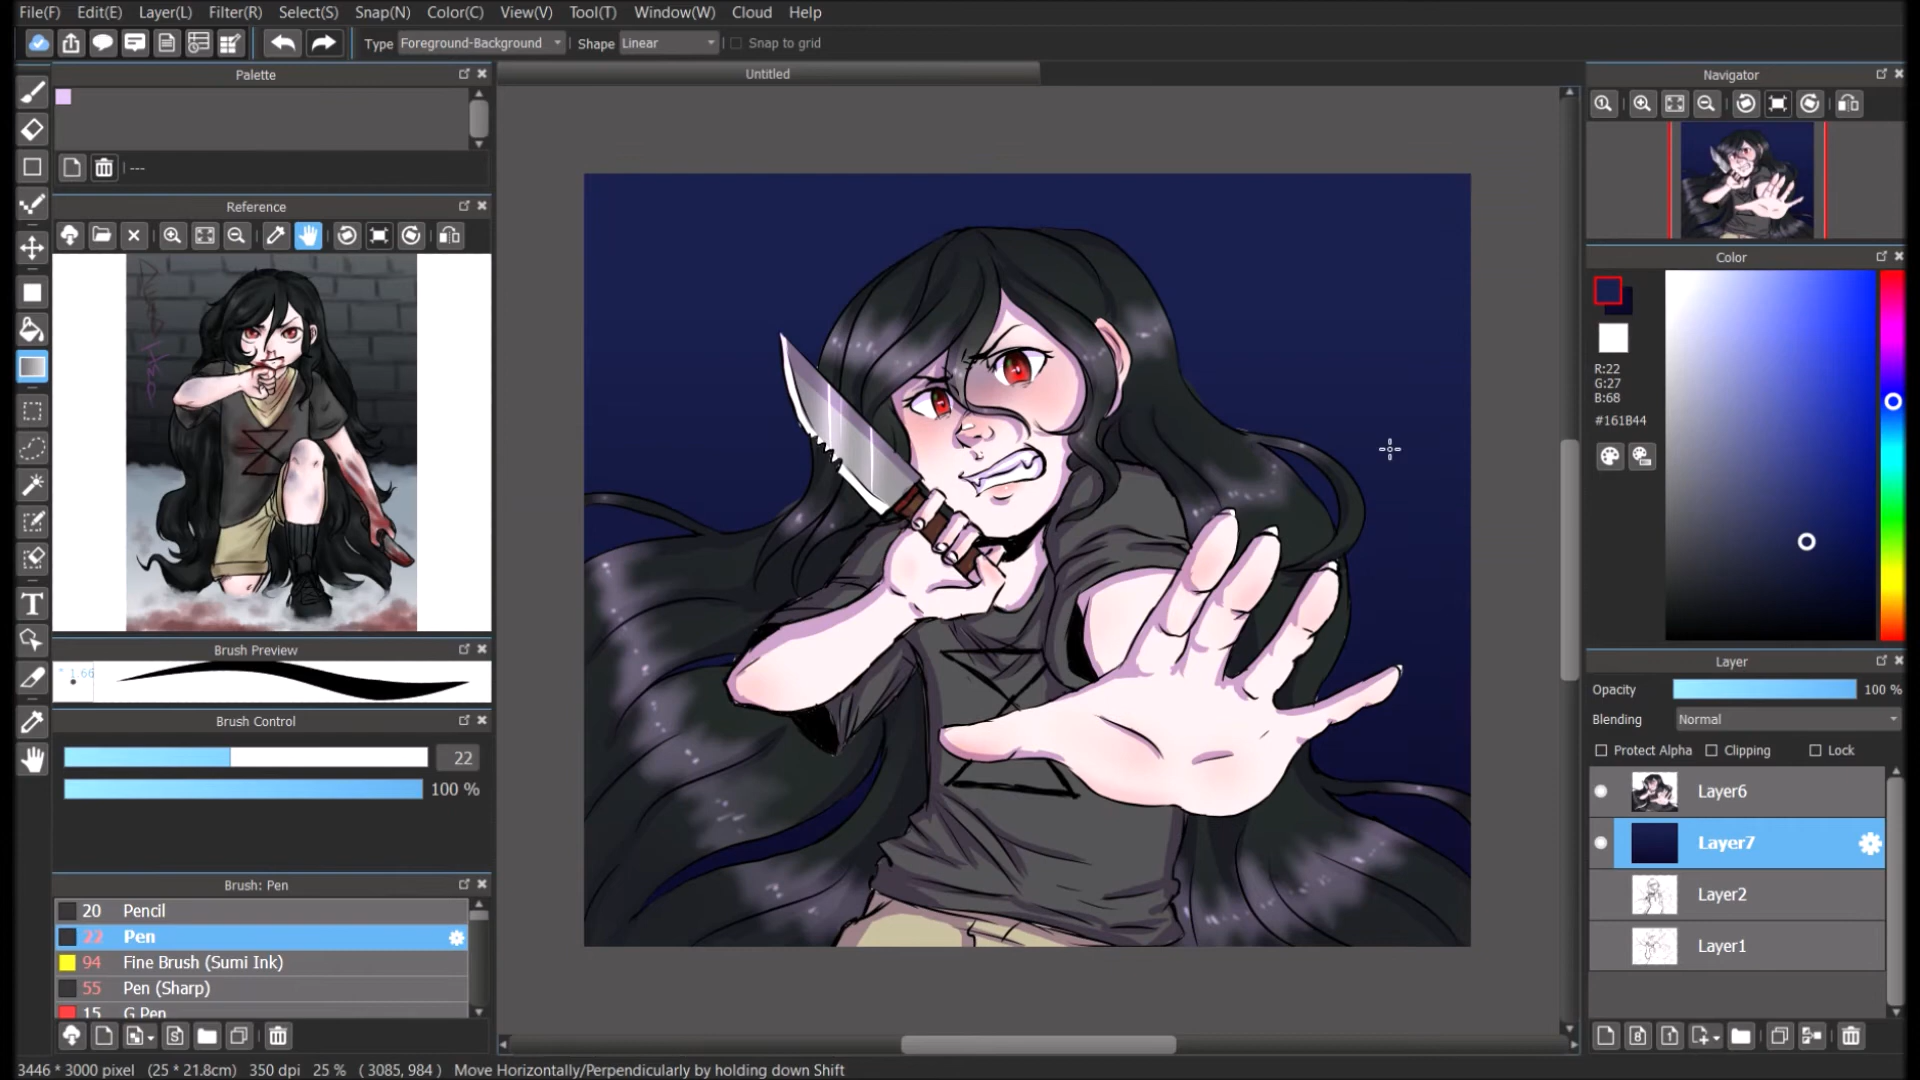 File(F) Edit(E) Layer(L) Filter(R) Select(S) Snap(N) Color(C) View(V) Tool(T) Window(W) Cloud Help
Type Foreground-Background Shape Linear Snap to grid
Palette
---
Untitled
Navigator
Reference
Color
R:22
G:27
B:68
#161B44
Brush Preview
* 1.66
Brush Control
22
100 %
Brush: Pen
20 Pencil
22 Pen
94 Fine Brush (Sumi Ink)
55 Pen (Sharp)
15 G Pen
Layer
Opacity 100 %
Blending Normal
Protect Alpha Clipping Lock
Layer6
Layer7
Layer2
Layer1
3446 * 3000 pixel (25 * 21.8cm) 350 dpi 25 % ( 3085, 984 ) Move Horizontally/Perpendicularly by holding down Shift